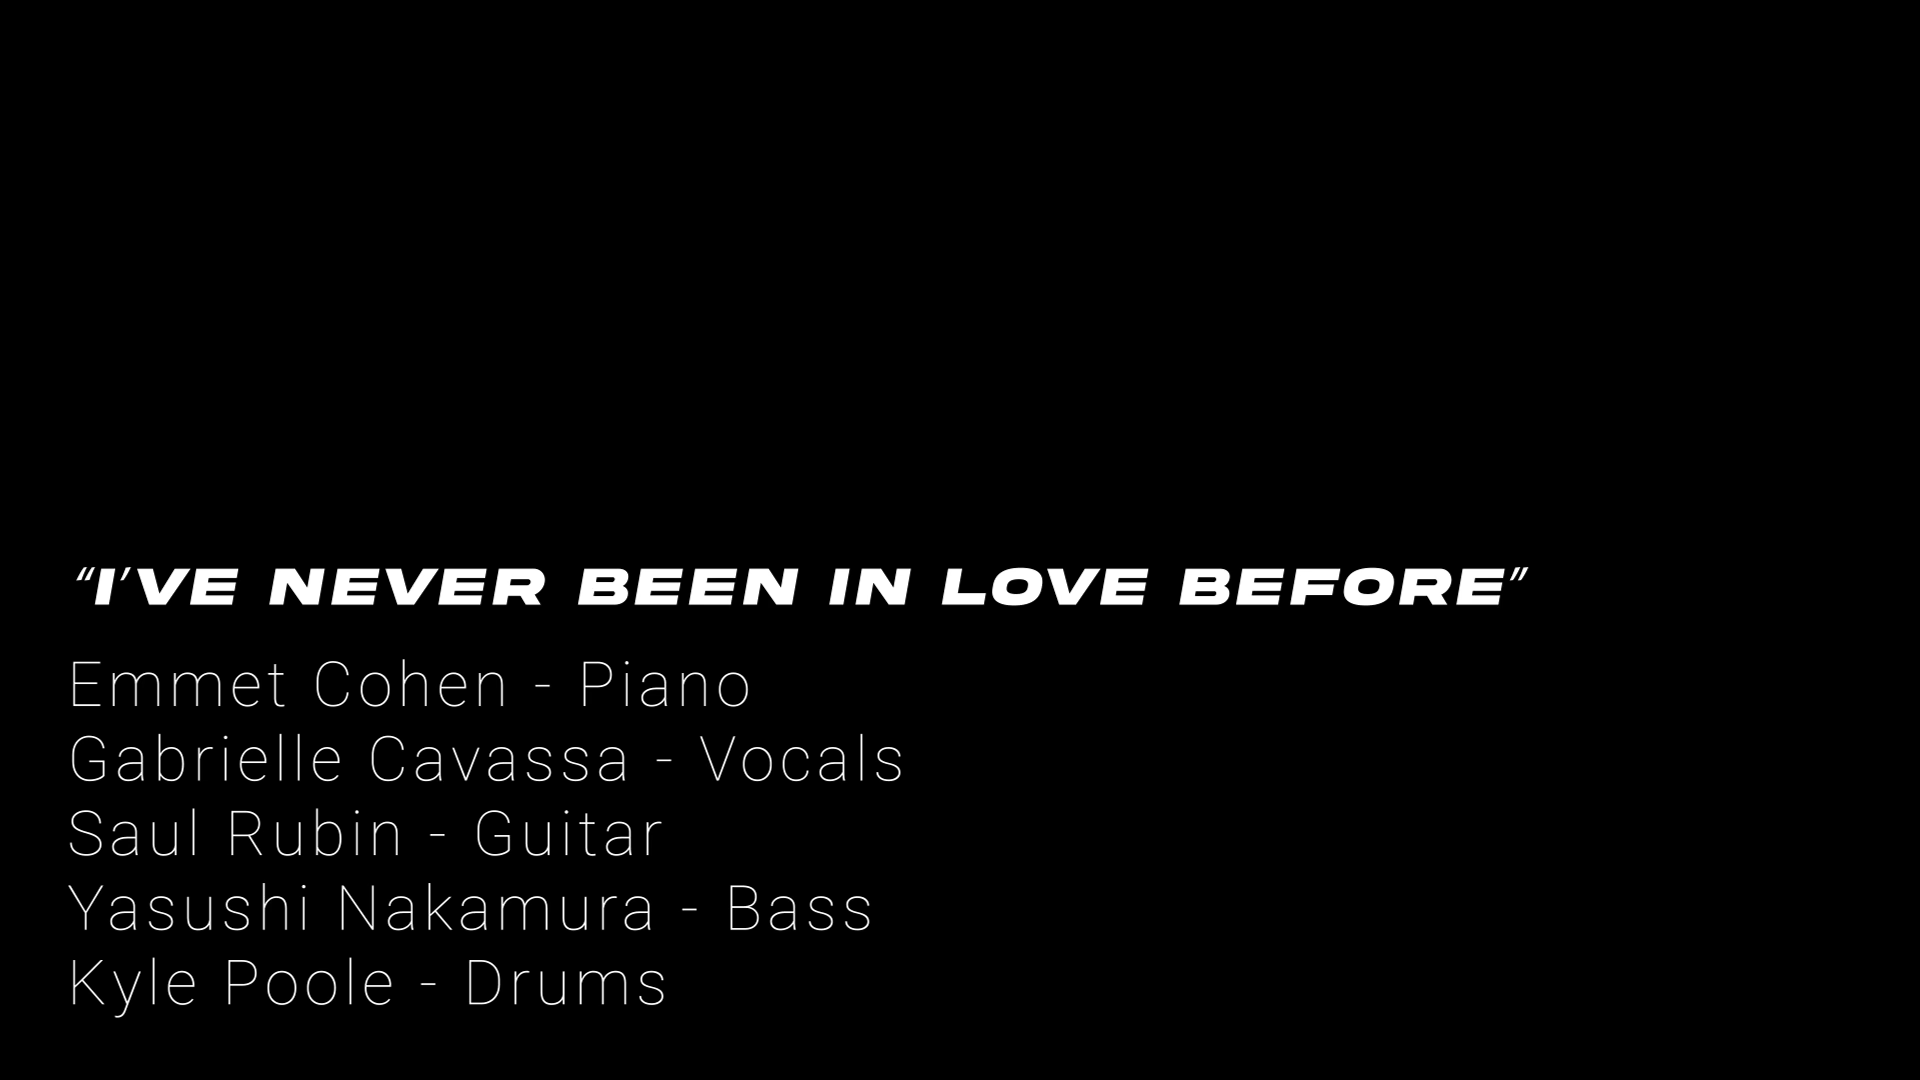 “I’VE NEVER BEEN IN LOVE BEFORE”
Emmet Cohen - Piano
Gabrielle Cavassa - Vocals
Saul Rubin - Guitar
Yasushi Nakamura - Bass
Kyle Poole - Drums